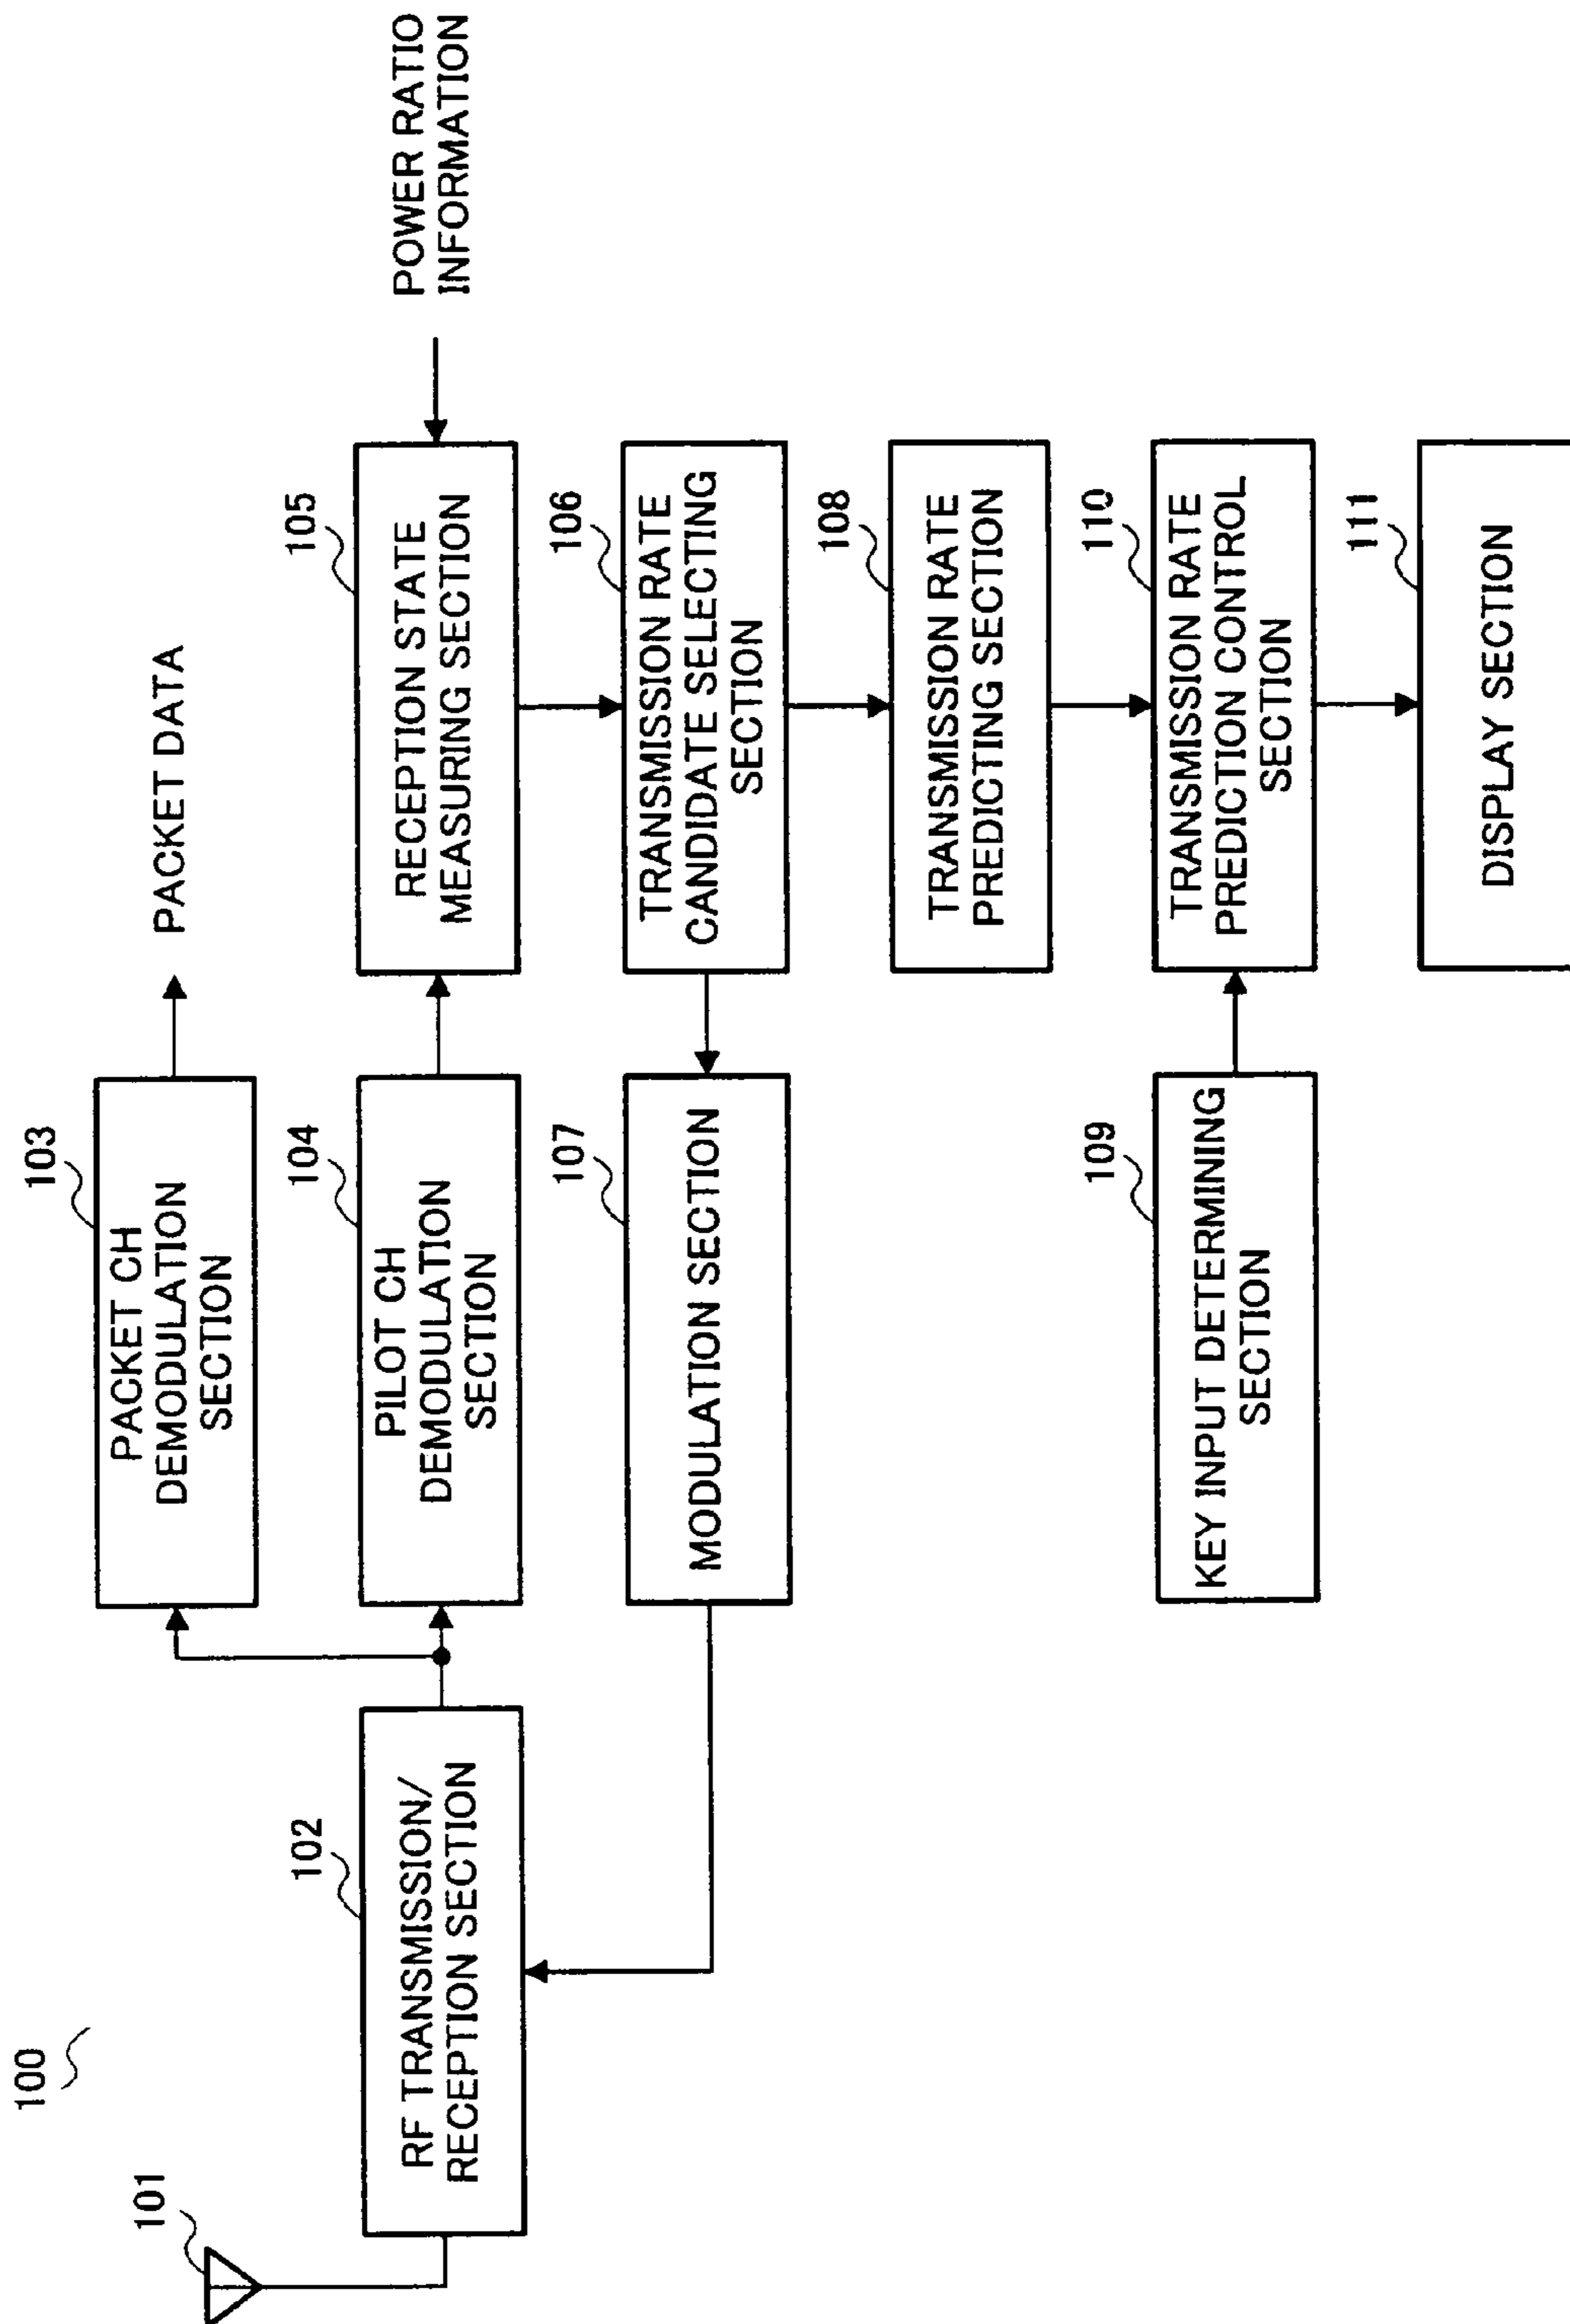 100
101
102
RF TRANSMISSION/
RECEPTION SECTION
103
PACKET CH
DEMODULATION
SECTION
PACKET DATA
104
PILOT CH
DEMODULATION
SECTION
105
RECEPTION STATE
MEASURING SECTION
POWER RATIO
INFORMATION
107
MODULATION SECTION
106
TRANSMISSION RATE
CANDIDATE SELECTING
SECTION
108
TRANSMISSION RATE
PREDICTING SECTION
109
KEY INPUT DETERMINING
SECTION
110
TRANSMISSION RATE
PREDICTION CONTROL
SECTION
111
DISPLAY SECTION